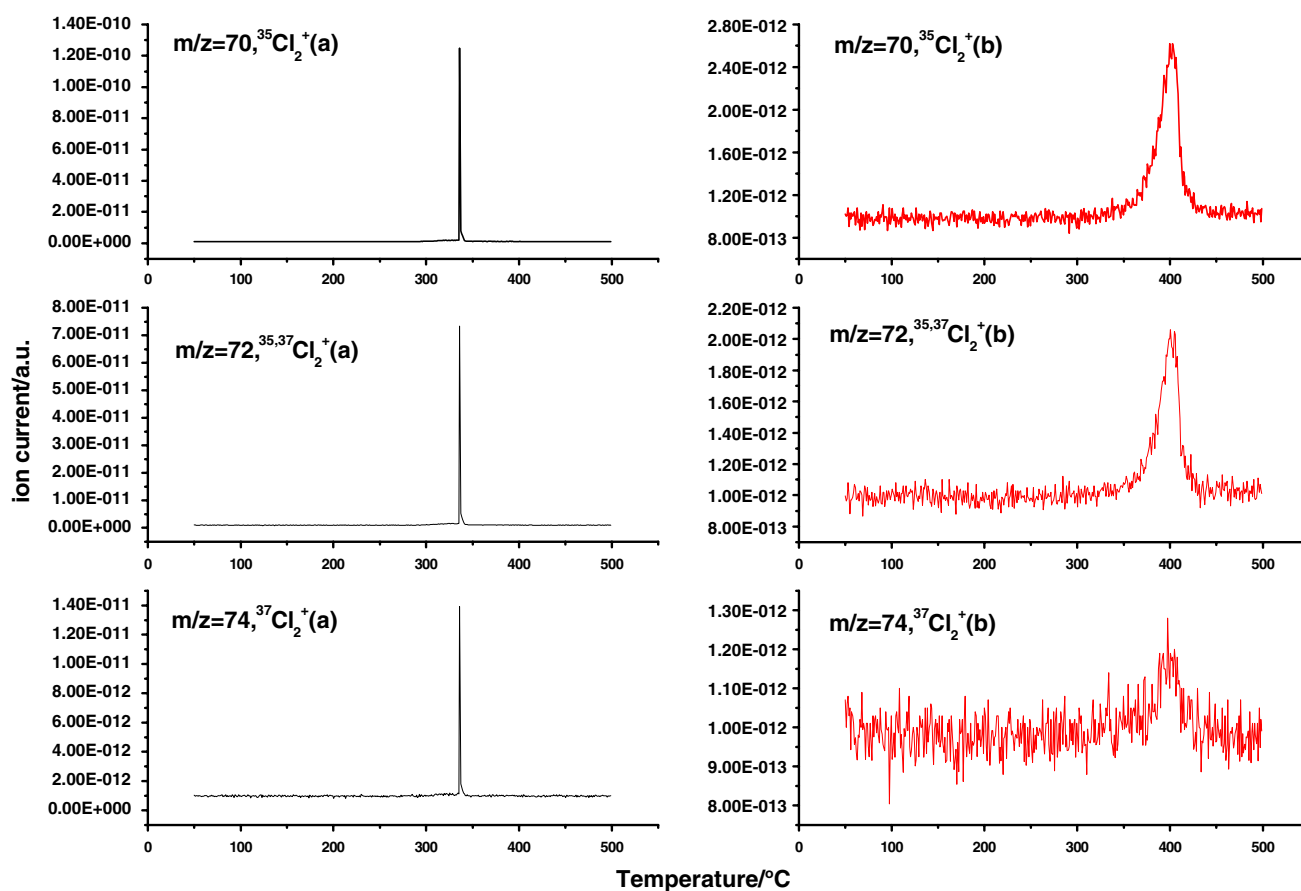 1.40E-010
1.20E-010
1.00E-010
8.00E-011
6.00E-011
4.00E-011
2.00E-011
0.00E+000
m/z=70,³⁵Cl₂⁺(a)
0 100 200 300 400 500
2.80E-012
2.40E-012
2.00E-012
1.60E-012
1.20E-012
8.00E-013
m/z=70,³⁵Cl₂⁺(b)
0 100 200 300 400 500
8.00E-011
7.00E-011
6.00E-011
5.00E-011
4.00E-011
3.00E-011
2.00E-011
1.00E-011
0.00E+000
m/z=72,³⁵,³⁷Cl₂⁺(a)
0 100 200 300 400 500
2.20E-012
2.00E-012
1.80E-012
1.60E-012
1.40E-012
1.20E-012
1.00E-012
8.00E-013
m/z=72,³⁵,³⁷Cl₂⁺(b)
0 100 200 300 400 500
1.40E-011
1.20E-011
1.00E-011
8.00E-012
6.00E-012
4.00E-012
2.00E-012
0.00E+000
m/z=74,³⁷Cl₂⁺(a)
0 100 200 300 400 500
1.30E-012
1.20E-012
1.10E-012
1.00E-012
9.00E-013
8.00E-013
m/z=74,³⁷Cl₂⁺(b)
0 100 200 300 400 500
ion current/a.u.
Temperature/°C